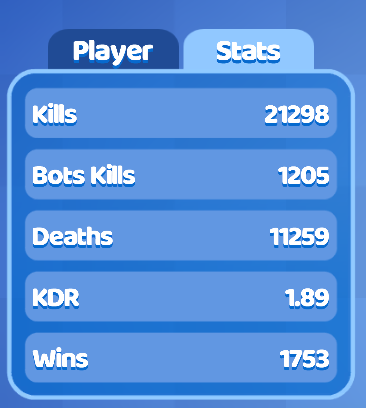 Player Stats
Kills 21298
Bots Kills 1205
Deaths 11259
KDR 1.89
Wins 1753